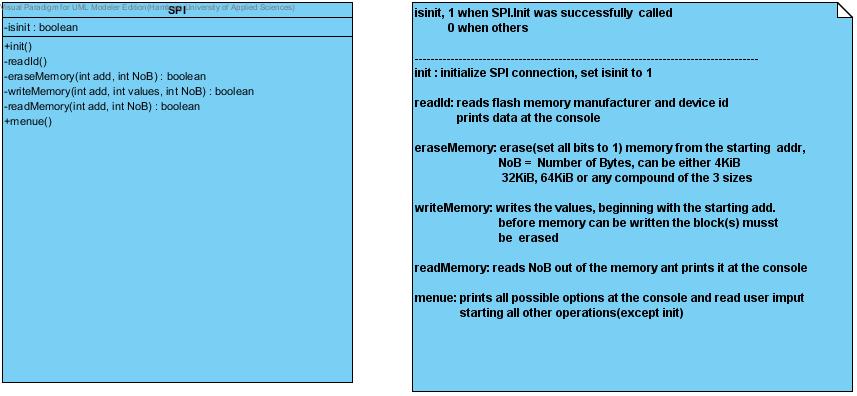 Visual Paradigm for UML Modeler Edition(Hamburg University of Applied Sciences)
SPI
-isinit : boolean
+init()
-readId()
-eraseMemory(int add, int NoB) : boolean
-writeMemory(int add, int values, int NoB) : boolean
-readMemory(int add, int NoB) : boolean
+menue()
isinit, 1 when SPI.Init was successfully called
0 when others
----------------------------------------------------------------------------------
init : initialize SPI connection, set isinit to 1
readId: reads flash memory manufacturer and device id
prints data at the console
eraseMemory: erase(set all bits to 1) memory from the starting addr,
NoB = Number of Bytes, can be either 4KiB
32KiB, 64KiB or any compound of the 3 sizes
writeMemory: writes the values, beginning with the starting add.
before memory can be written the block(s) musst
be erased
readMemory: reads NoB out of the memory ant prints it at the console
menue: prints all possible options at the console and read user imput
starting all other operations(except init)